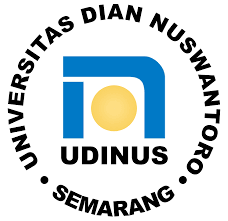 UNIVERSITAS DIAN NUSWANTORO
UDINUS
• SEMARANG •